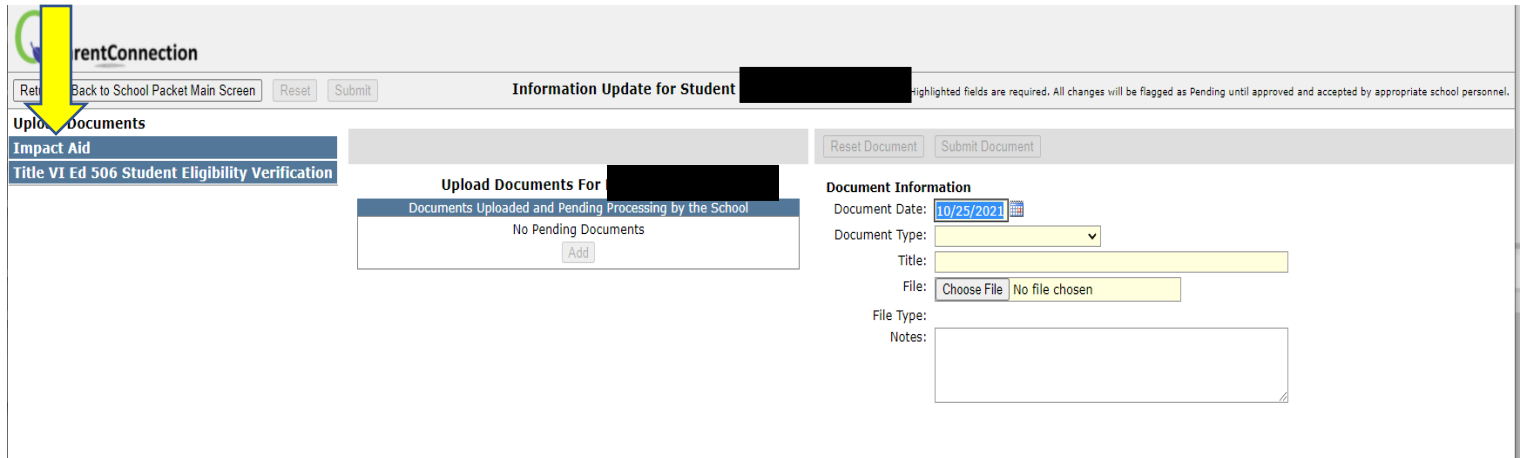 rentConnection
Back to School Packet Main Screen Reset Submit
Information Update for Student
Highlighted fields are required. All changes will be flagged as Pending until approved and accepted by appropriate school personnel.
Documents
Impact Aid
Title VI Ed 506 Student Eligibility Verification
Upload Documents For
Documents Uploaded and Pending Processing by the School
No Pending Documents
Add
Reset Document Submit Document
Document Information
Document Date: 10/25/2021
Document Type:
Title:
File: Choose File No file chosen
File Type:
Notes: